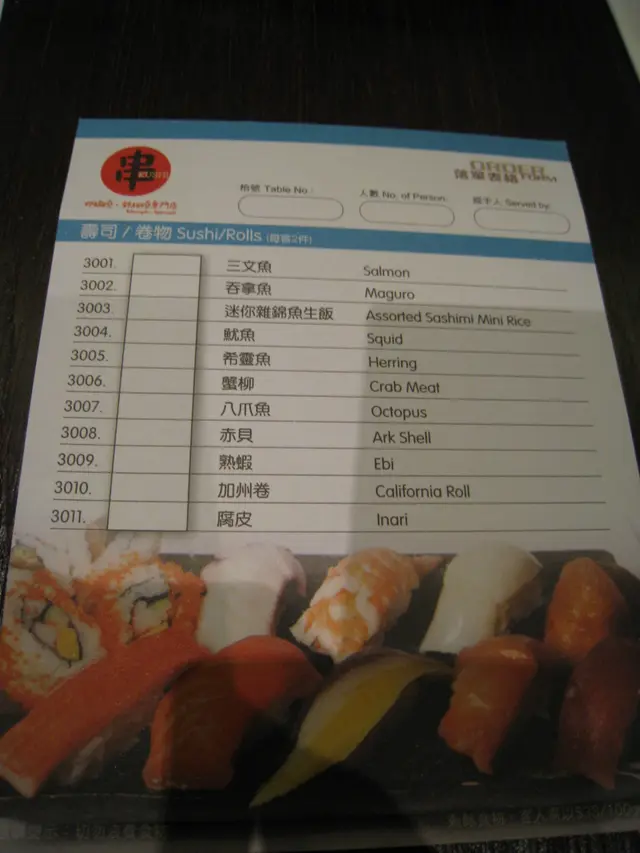 串
ORDER FORM
落單表格
枱號 Table No.:
人數 No. of Person:
經手人 Served by:
壽司 / 卷物 Sushi/Rolls (每客2件)
3001. 三文魚 Salmon
3002. 吞拿魚 Maguro
3003. 迷你雜錦魚生飯 Assorted Sashimi Mini Rice
3004. 魷魚 Squid
3005. 希靈魚 Herring
3006. 蟹柳 Crab Meat
3007. 八爪魚 Octopus
3008. 赤貝 Ark Shell
3009. 熟蝦 Ebi
3010. 加州卷 California Roll
3011. 腐皮 Inari